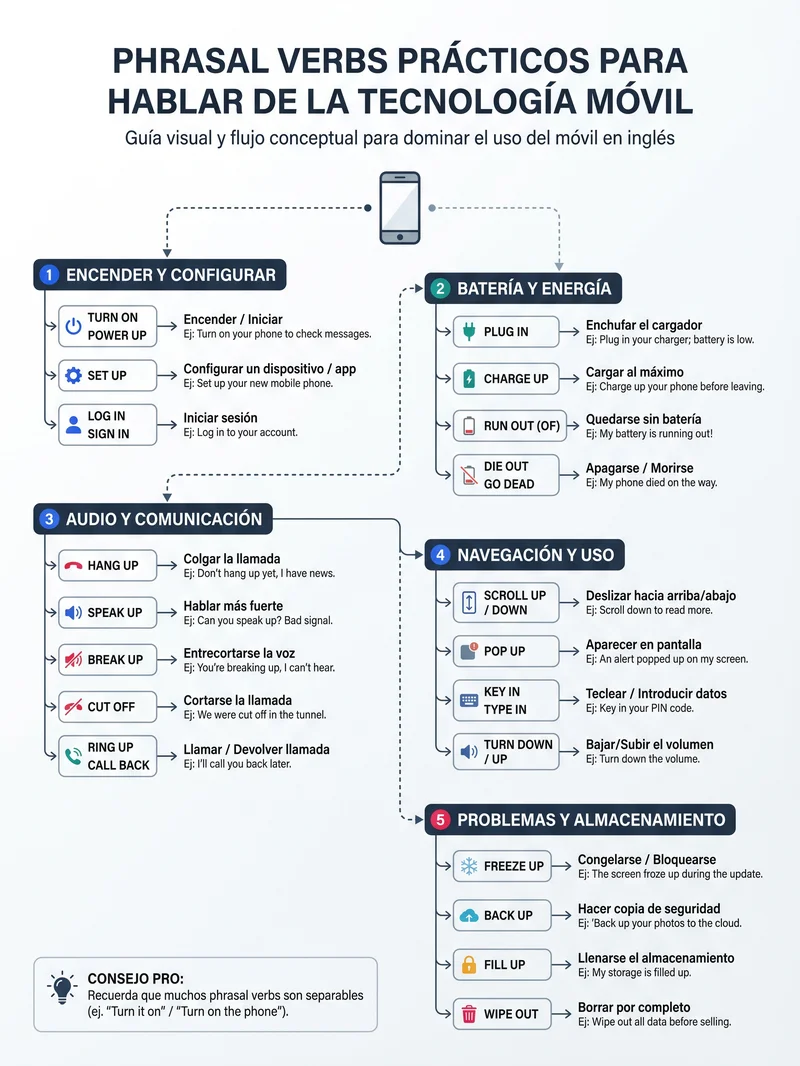 PHRASAL VERBS PRÁCTICOS PARA
HABLAR DE LA TECNOLOGÍA MÓVIL
Guía visual y flujo conceptual para dominar el uso del móvil en inglés
1 ENCENDER Y CONFIGURAR
TURN ON
POWER UP
Encender / Iniciar
Ej: Turn on your phone to check messages.
SET UP
Configurar un dispositivo / app
Ej: Set up your new mobile phone.
LOG IN
SIGN IN
Iniciar sesión
Ej: Log in to your account.
2 BATERÍA Y ENERGÍA
PLUG IN
Enchufar el cargador
Ej: Plug in your charger; battery is low.
CHARGE UP
Cargar al máximo
Ej: Charge up your phone before leaving.
RUN OUT (OF)
Quedarse sin batería
Ej: My battery is running out!
DIE OUT
GO DEAD
Apagarse / Morirse
Ej: My phone died on the way.
3 AUDIO Y COMUNICACIÓN
HANG UP
Colgar la llamada
Ej: Don’t hang up yet, I have news.
SPEAK UP
Hablar más fuerte
Ej: Can you speak up? Bad signal.
BREAK UP
Entrecortarse la voz
Ej: You’re breaking up, I can’t hear.
CUT OFF
Cortarse la llamada
Ej: We were cut off in the tunnel.
RING UP
CALL BACK
Llamar / Devolver llamada
Ej: I’ll call you back later.
4 NAVEGACIÓN Y USO
SCROLL UP
/ DOWN
Deslizar hacia arriba/abajo
Ej: Scroll down to read more.
POP UP
Aparecer en pantalla
Ej: An alert popped up on my screen.
KEY IN
TYPE IN
Teclear / Introducir datos
Ej: Key in your PIN code.
TURN DOWN
/ UP
Bajar/Subir el volumen
Ej: Turn down the volume.
5 PROBLEMAS Y ALMACENAMIENTO
FREEZE UP
Congelarse / Bloquearse
Ej: The screen froze up during the update.
BACK UP
Hacer copia de seguridad
Ej: ’Back up your photos to the cloud.
FILL UP
Llenarse el almacenamiento
Ej: My storage is filled up.
WIPE OUT
Borrar por completo
Ej: Wipe out all data before selling.
CONSEJO PRO:
Recuerda que muchos phrasal verbs son separables
(ej. “Turn it on” / “Turn on the phone”).